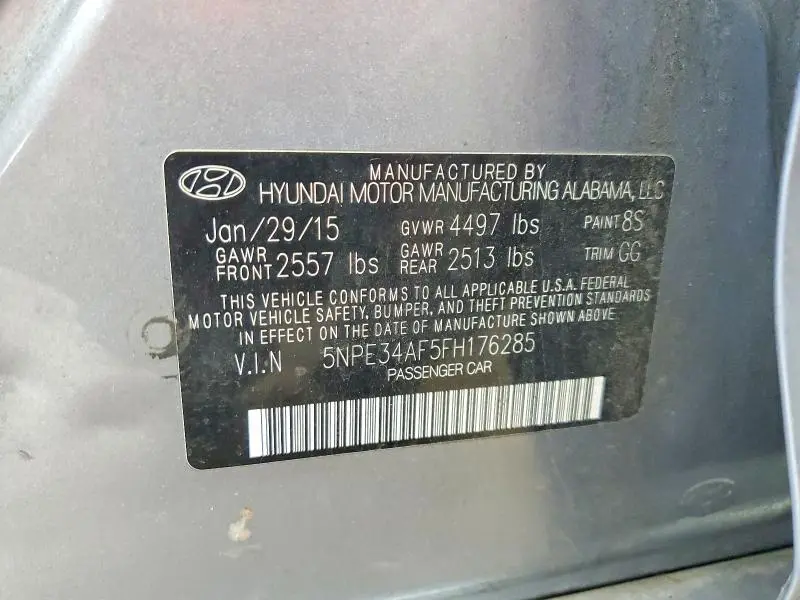 MANUFACTURED BY
HYUNDAI MOTOR MANUFACTURING ALABAMA, LLC
Jan/29/15 GVWR 4497 lbs PAINT 8S
GAWR FRONT 2557 lbs GAWR REAR 2513 lbs TRIM GG
THIS VEHICLE CONFORMS TO ALL APPLICABLE U.S.A. FEDERAL
MOTOR VEHICLE SAFETY, BUMPER, AND THEFT PREVENTION STANDARDS
IN EFFECT ON THE DATE OF MANUFACTURE SHOWN ABOVE.
V.I.N 5NPE34AF5FH176285
PASSENGER CAR